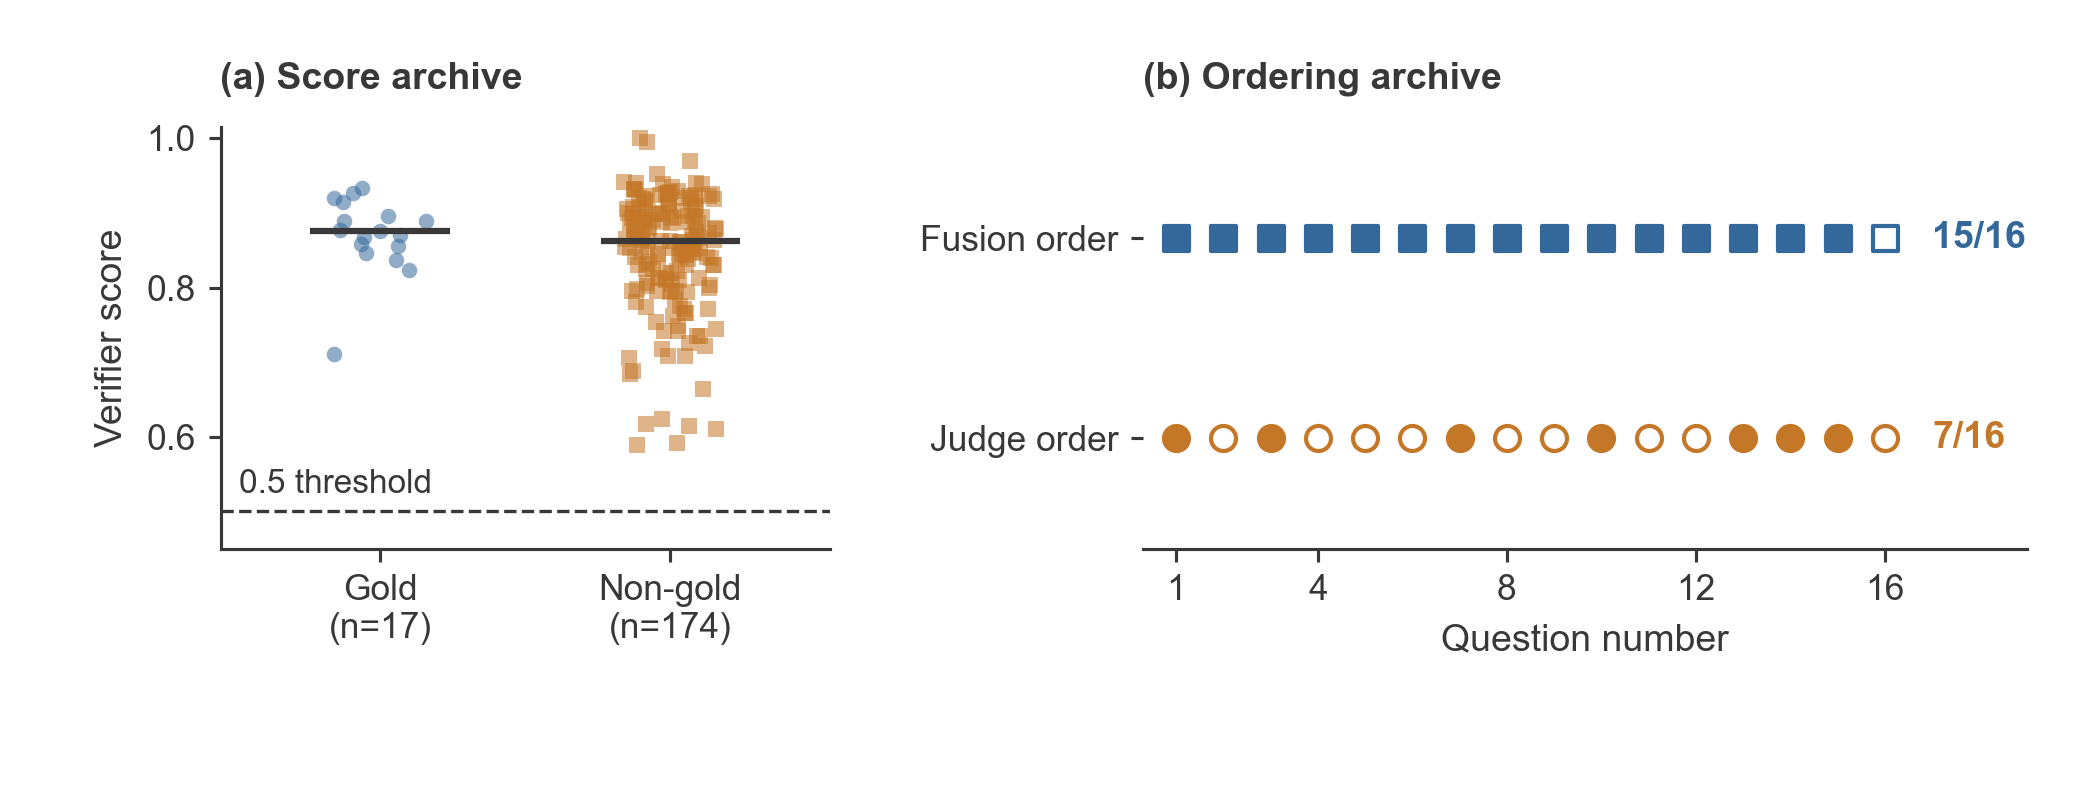 (a) Score archive
1.0
0.8
0.6
Verifier score
0.5 threshold
Gold
(n=17)
Non-gold
(n=174)
(b) Ordering archive
Fusion order
15/16
Judge order
7/16
1
4
8
12
16
Question number